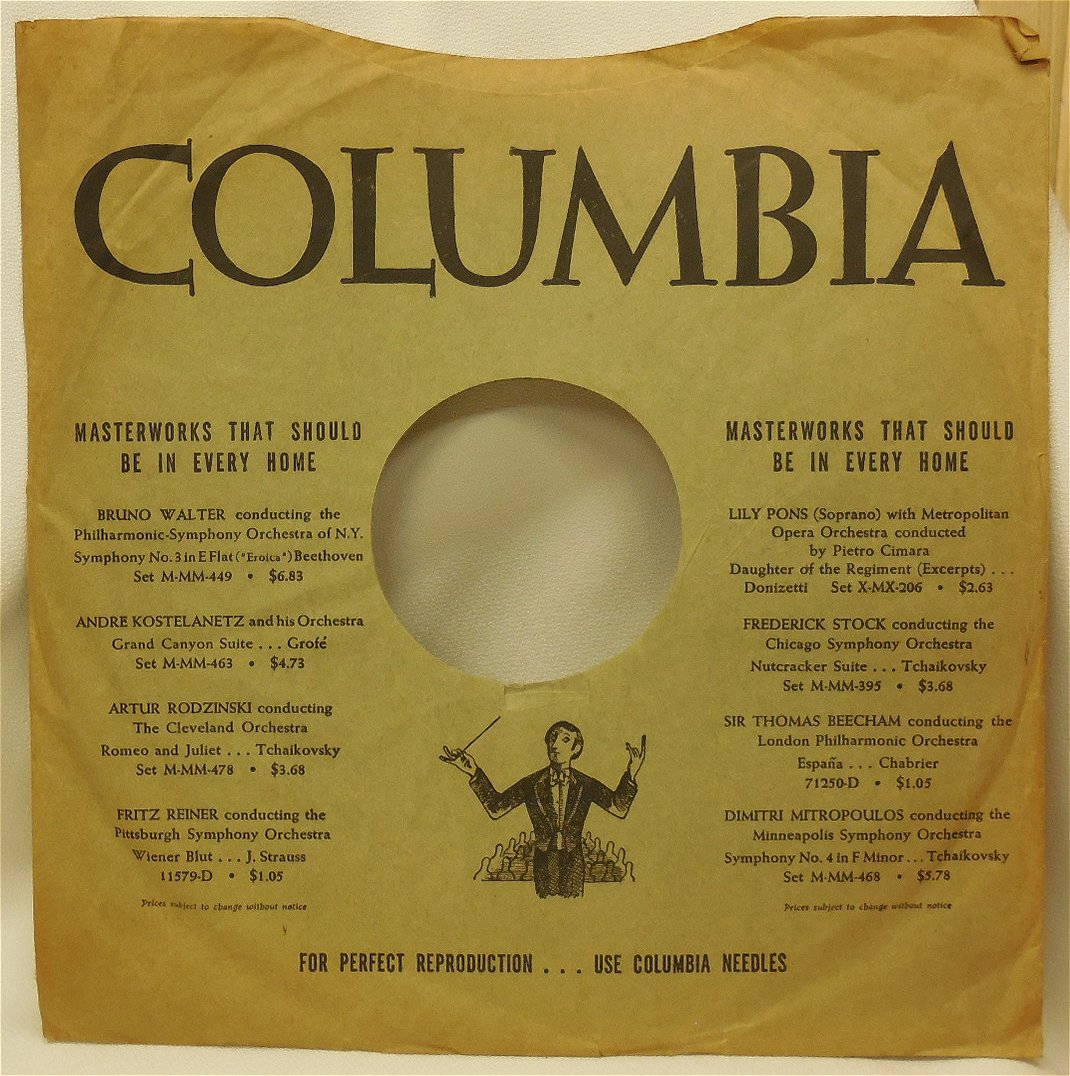 COLUMBIA
MASTERWORKS THAT SHOULD
BE IN EVERY HOME
BRUNO WALTER conducting the
Philharmonic-Symphony Orchestra of N.Y.
Symphony No. 3 in E Flat ("Eroica") Beethoven
Set M-MM-449 • $6.83
ANDRE KOSTELANETZ and his Orchestra
Grand Canyon Suite . . . Grofé
Set M-MM-463 • $4.73
ARTUR RODZINSKI conducting
The Cleveland Orchestra
Romeo and Juliet . . . Tchaikovsky
Set M-MM-478 • $3.68
FRITZ REINER conducting the
Pittsburgh Symphony Orchestra
Wiener Blut . . . J. Strauss
11579-D • $1.05
Prices subject to change without notice
MASTERWORKS THAT SHOULD
BE IN EVERY HOME
LILY PONS (Soprano) with Metropolitan
Opera Orchestra conducted
by Pietro Cimara
Daughter of the Regiment (Excerpts) . . .
Donizetti Set X-MX-206 • $2.63
FREDERICK STOCK conducting the
Chicago Symphony Orchestra
Nutcracker Suite . . . Tchaikovsky
Set M-MM-395 • $3.68
SIR THOMAS BEECHAM conducting the
London Philharmonic Orchestra
España . . . Chabrier
71250-D • $1.05
DIMITRI MITROPOULOS conducting the
Minneapolis Symphony Orchestra
Symphony No. 4 in F Minor . . . Tchaikovsky
Set M-MM-468 • $5.78
Prices subject to change without notice
FOR PERFECT REPRODUCTION . . . USE COLUMBIA NEEDLES